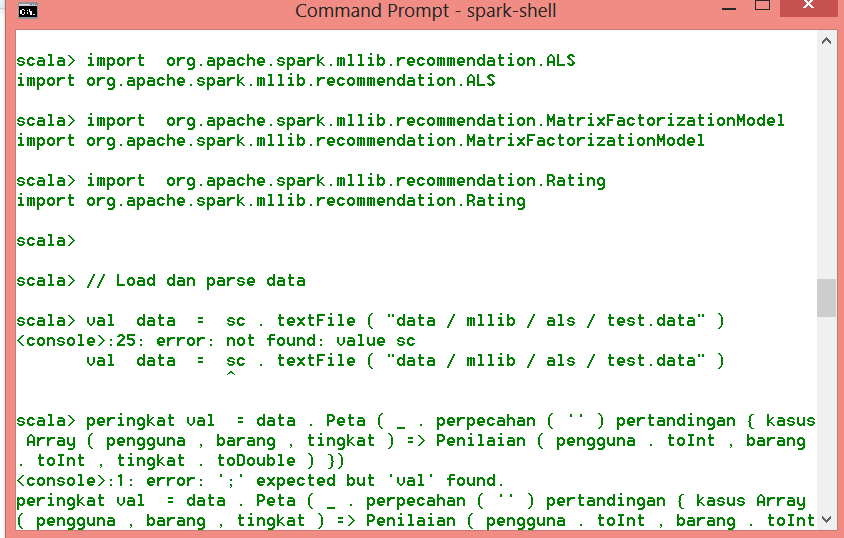 Command Prompt - spark-shell
scala> import  org.apache.spark.mllib.recommendation.ALS
import org.apache.spark.mllib.recommendation.ALS
scala> import  org.apache.spark.mllib.recommendation.MatrixFactorizationModel
import org.apache.spark.mllib.recommendation.MatrixFactorizationModel
scala> import  org.apache.spark.mllib.recommendation.Rating
import org.apache.spark.mllib.recommendation.Rating
scala>
scala> // Load dan parse data
scala> val  data  =  sc . textFile ( "data / mllib / als / test.data" )
<console>:25: error: not found: value sc
       val  data  =  sc . textFile ( "data / mllib / als / test.data" )
                     ^
scala> peringkat val  = data . Peta ( _ . perpecahan ( '' ) pertandingan { kasus
 Array ( pengguna , barang , tingkat ) => Penilaian ( pengguna . toInt , barang
. toInt , tingkat . toDouble ) })
<console>:1: error: ';' expected but 'val' found.
peringkat val  = data . Peta ( _ . perpecahan ( '' ) pertandingan { kasus Array
( pengguna , barang , tingkat ) => Penilaian ( pengguna . toInt , barang . toInt